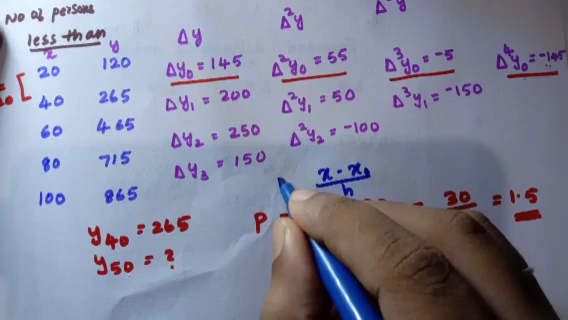 No of persons
less than
x y Δy Δ²y Δ³y
20 120 Δy₀ = 145 Δ²y₀ = 55 Δ³y₀ = -5 Δ⁴y₀ = -145
40 265 Δy₁ = 200 Δ²y₁ = 50 Δ³y₁ = -150
60 465 Δy₂ = 250 Δ²y₂ = -100
80 715 Δy₃ = 150
100 865
x - x₀
h
y₄₀ = 265 P = 30 = 1.5
y₅₀ = ?